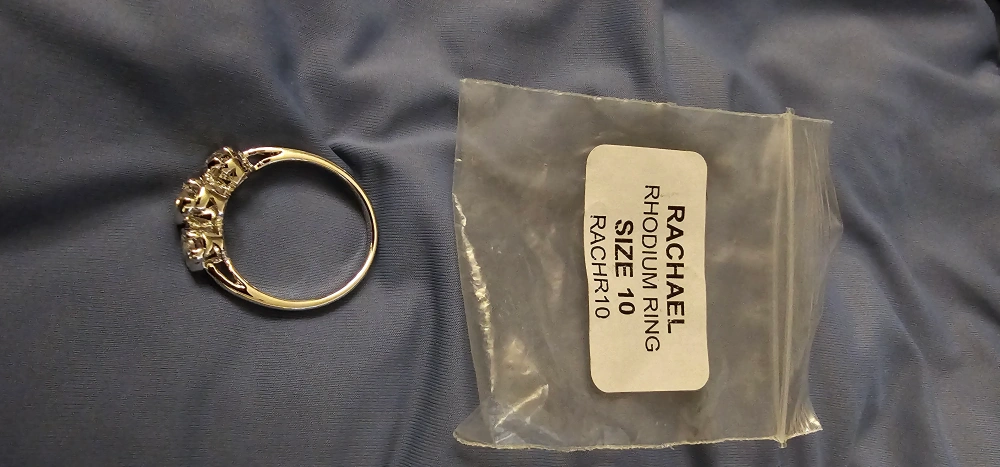 RACHAEL
RHODIUM RING
SIZE 10
RACHR10